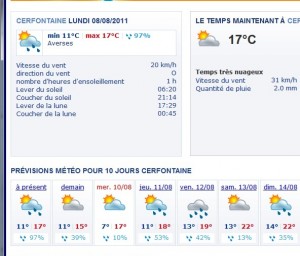 CERFONTAINE LUNDI 08/08/2011
min 11°C max 17°C 97%
Averses
Vitesse du vent 20 km/h
direction du vent O
nombre d'heures d'ensoleillement 1 h
Lever du soleil 06:20
Coucher du soleil 21:14
Lever de la lune 17:29
Coucher de la lune 00:45
LE TEMPS MAINTENANT À CERFONT
17°C
Temps très nuageux
Vitesse du vent 31 km/h
Quantité de pluie 2.0 mm
PRÉVISIONS MÉTÉO POUR 10 JOURS CERFONTAINE
à présent demain mer. 10/08 jeu. 11/08 ven. 12/08 sam. 13/08 dim. 14/08
11° 17° 11° 15° 7° 17° 11° 18° 13° 19° 13° 22° 14° 22°
97% 39% 10% 53% 42% 13% 35%